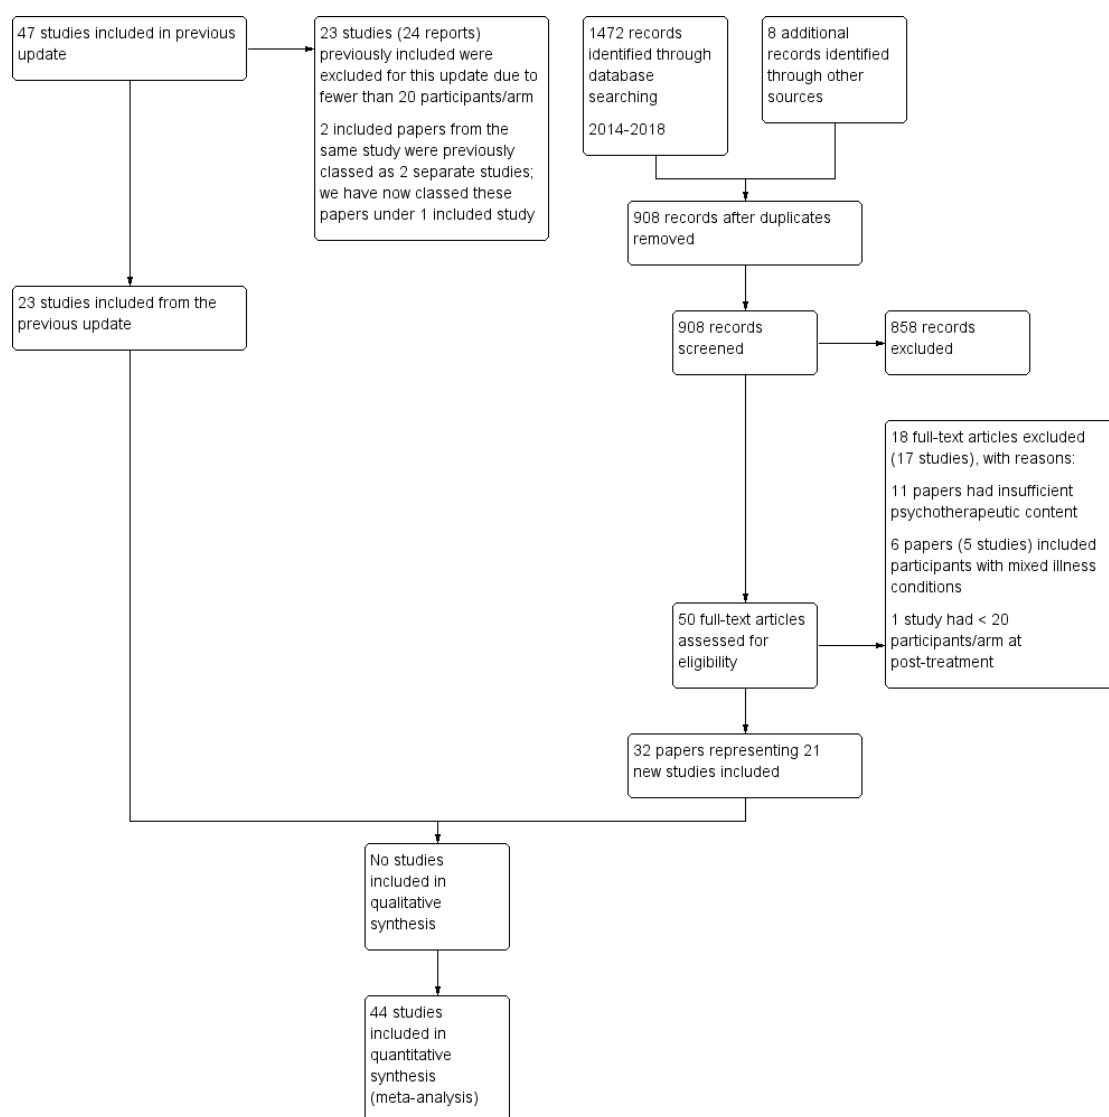 47 studies included in previous
update
23 studies (24 reports)
previously included were
excluded for this update due to
fewer than 20 participants/arm
2 included papers from the
same study were previously
classed as 2 separate studies;
we have now classed these
papers under 1 included study
1472 records
identified through
database
searching
2014-2018
8 additional
records identified
through other
sources
908 records after duplicates
removed
23 studies included from the
previous update
908 records
screened
858 records
excluded
18 full-text articles excluded
(17 studies), with reasons:
11 papers had insufficient
psychotherapeutic content
6 papers (5 studies) included
participants with mixed illness
conditions
1 study had < 20
participants/arm at
post-treatment
50 full-text articles
assessed for
eligibility
32 papers representing 21
new studies included
No studies
included in
qualitative
synthesis
44 studies
included in
quantitative
synthesis
(meta-analysis)